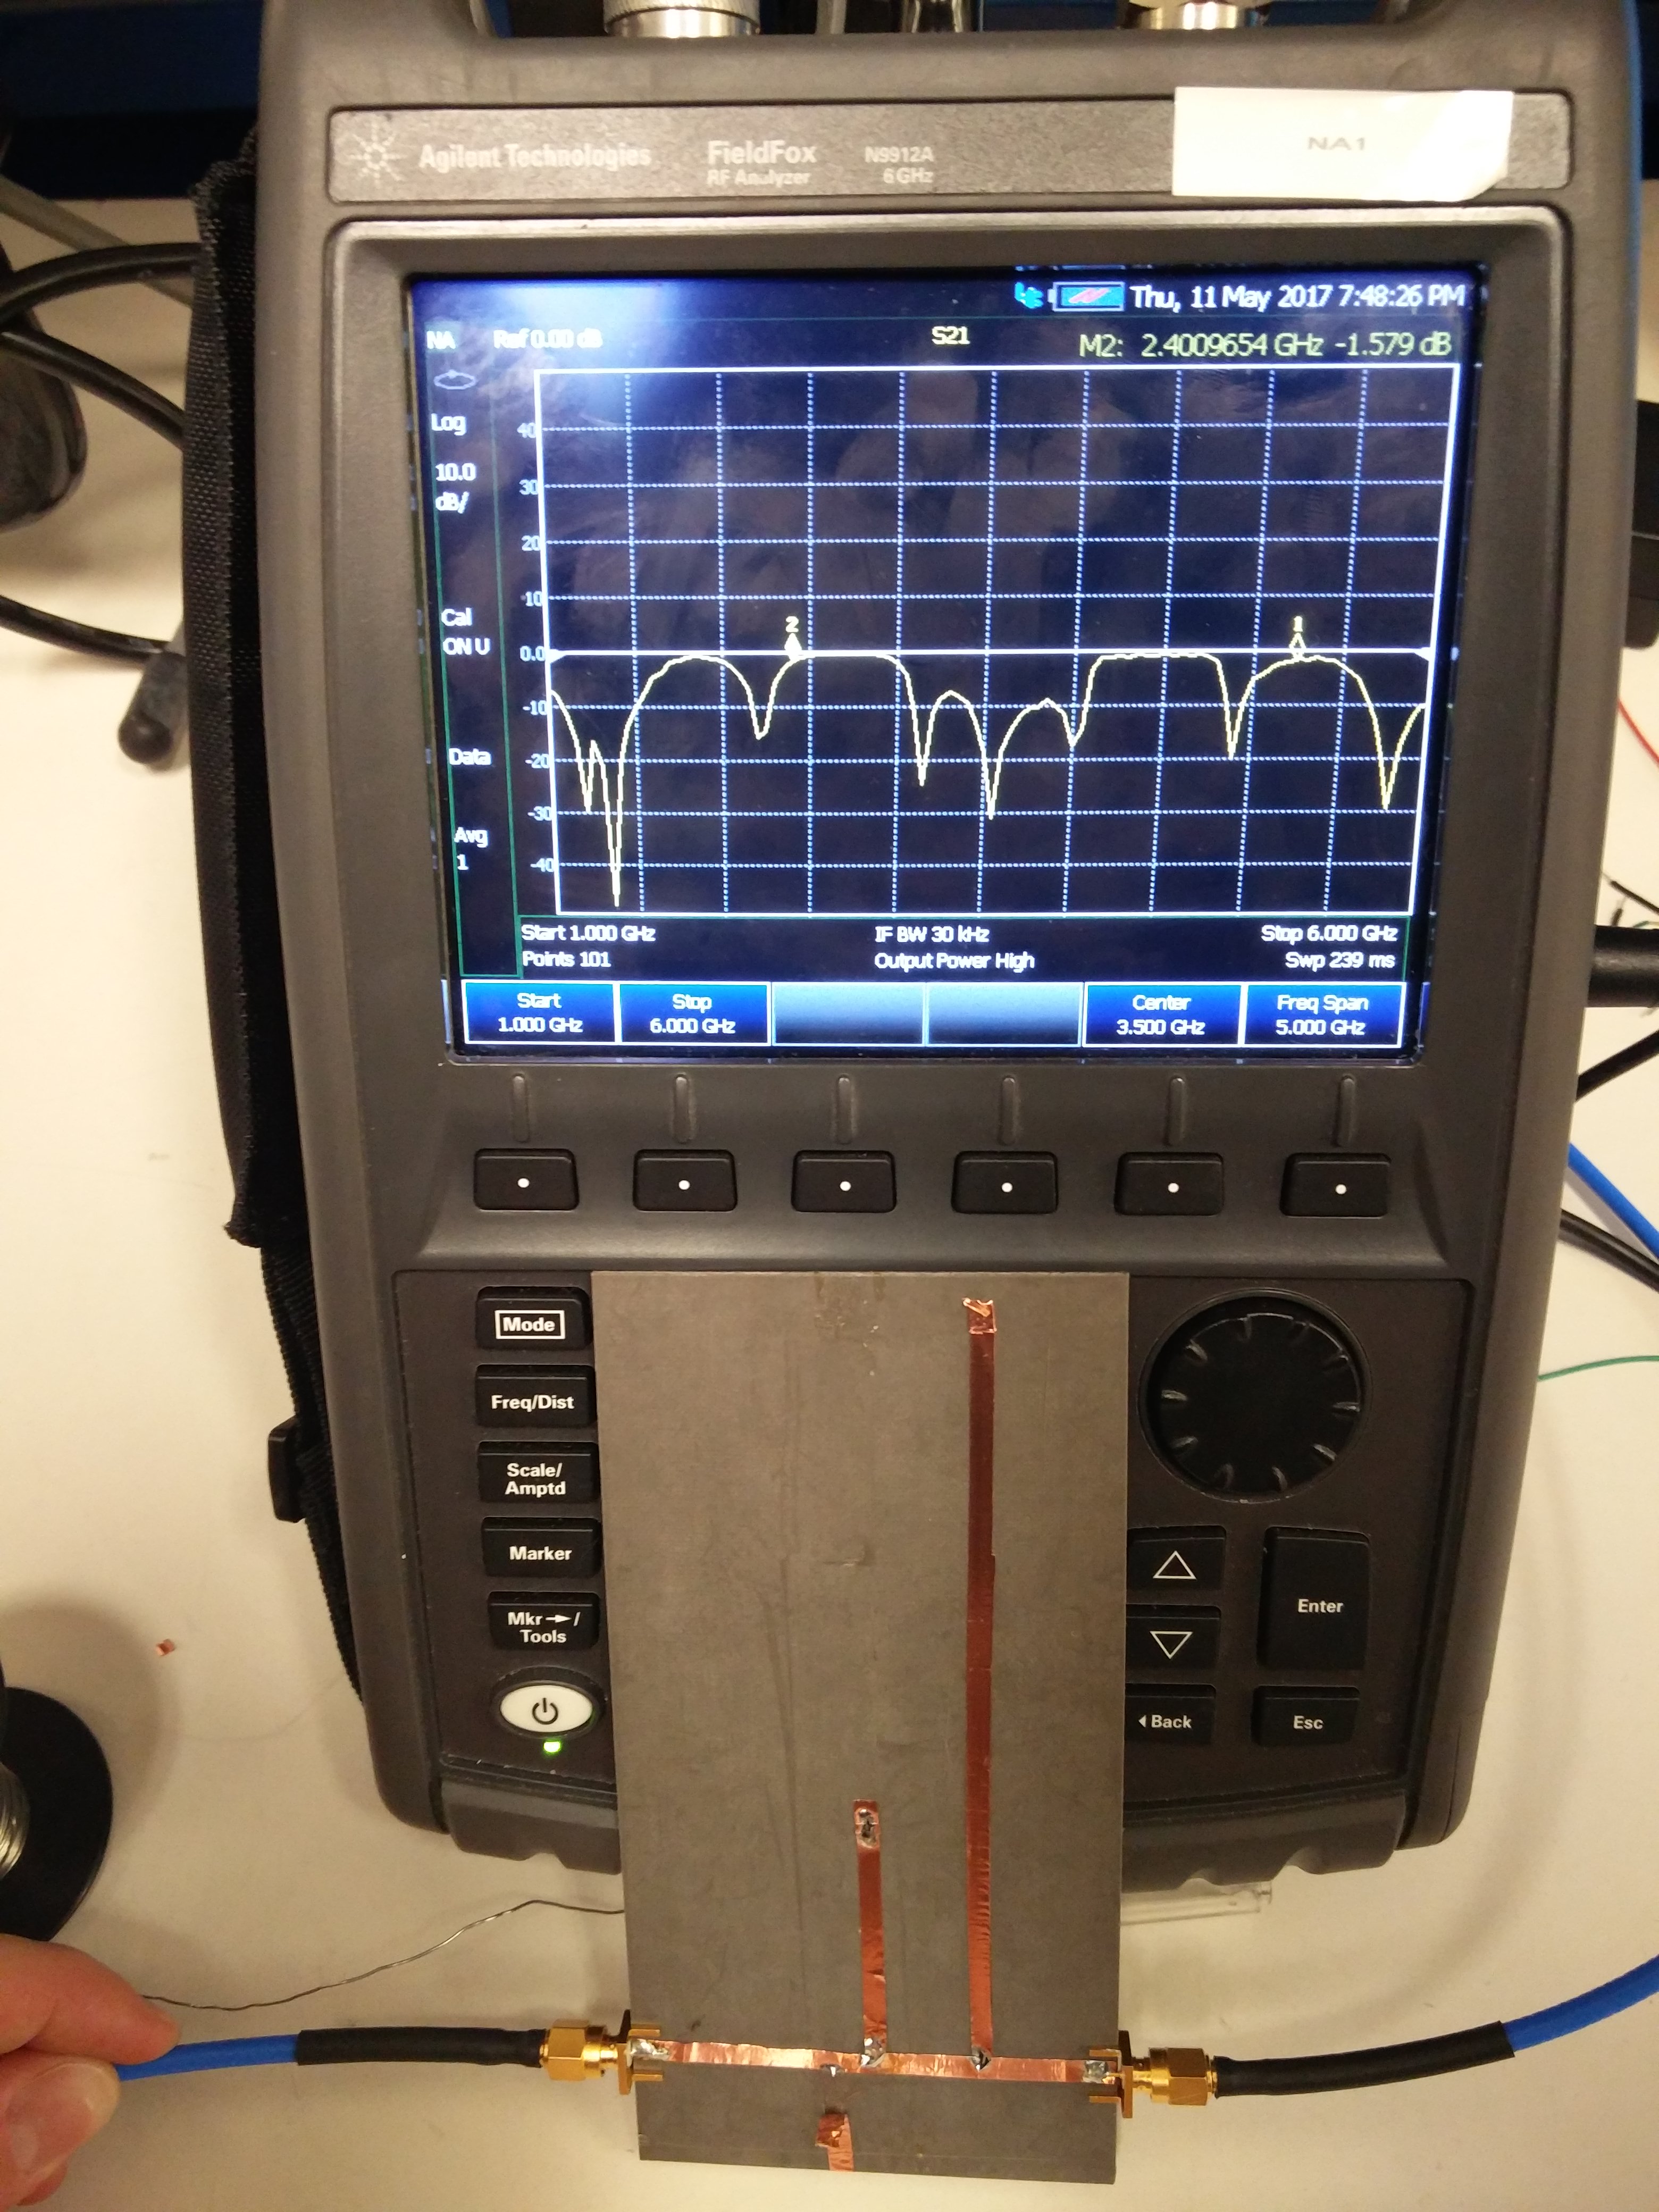 Agilent Technologies FieldFox N9912A NA1
RF Analyzer 6 GHz
Thu, 11 May 2017 7:48:26 PM
NA Ref 0.00 dB S21 M2: 2.4009654 GHz -1.579 dB
Log
10.0
dB/
Cal
ON U
Data
Avg
1
40
30
20
10
0.0
-10
-20
-30
-40
2
1
Start 1.000 GHz IF BW 30 kHz Stop 6.000 GHz
Points 101 Output Power High Swp 239 ms
Start Stop Center Freq Span
1.000 GHz 6.000 GHz 3.500 GHz 5.000 GHz
Mode
Freq/Dist
Scale/
Amptd
Marker
Mkr→/
Tools
Enter
Back
Esc